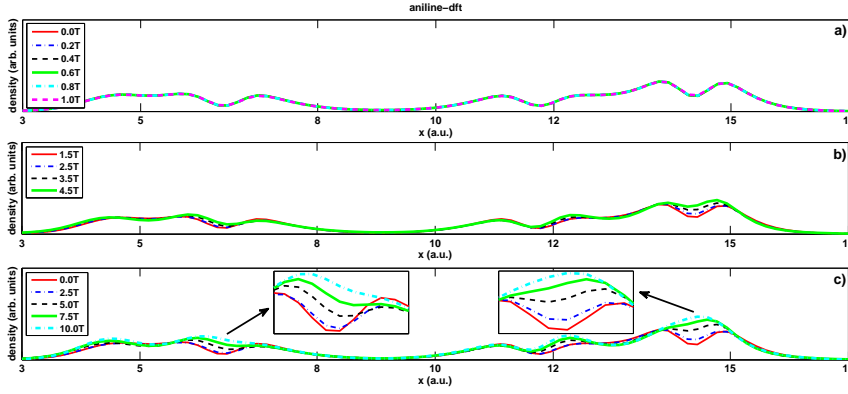 aniline−dft
density (arb. units)
0.0T
0.2T
0.4T
0.6T
0.8T
1.0T
a)
3 5 8 10 12 15
x (a.u.)
density (arb. units)
1.5T
2.5T
3.5T
4.5T
b)
3 5 8 10 12 15
x (a.u.)
density (arb. units)
0.0T
2.5T
5.0T
7.5T
10.0T
c)
3 5 8 10 12 15
x (a.u.)